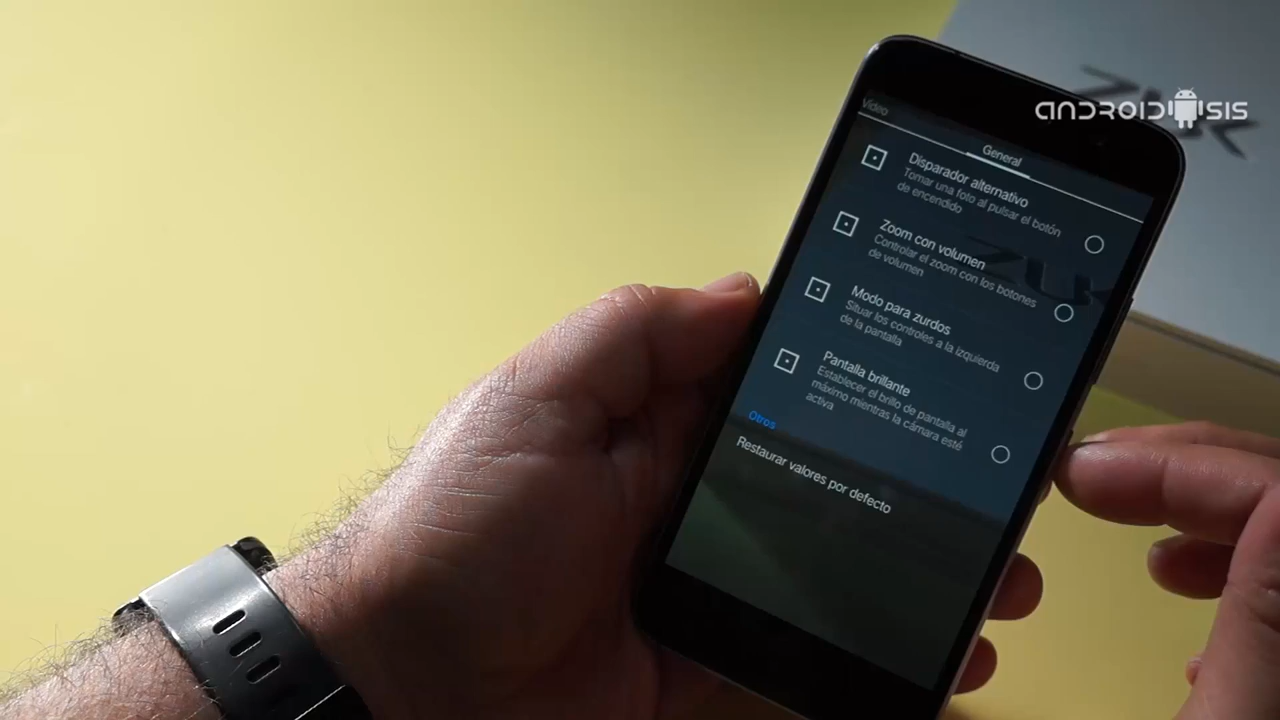 ANDROIDSIS
ZUK
Vídeo
General
Disparador alternativo
Tomar una foto al pulsar el botón
de encendido
Zoom con volumen
Controlar el zoom con los botones
de volumen
Modo para zurdos
Situar los controles a la izquierda
de la pantalla
Pantalla brillante
Establecer el brillo de pantalla al
máximo mientras la cámara esté
activa
Otros
Restaurar valores por defecto